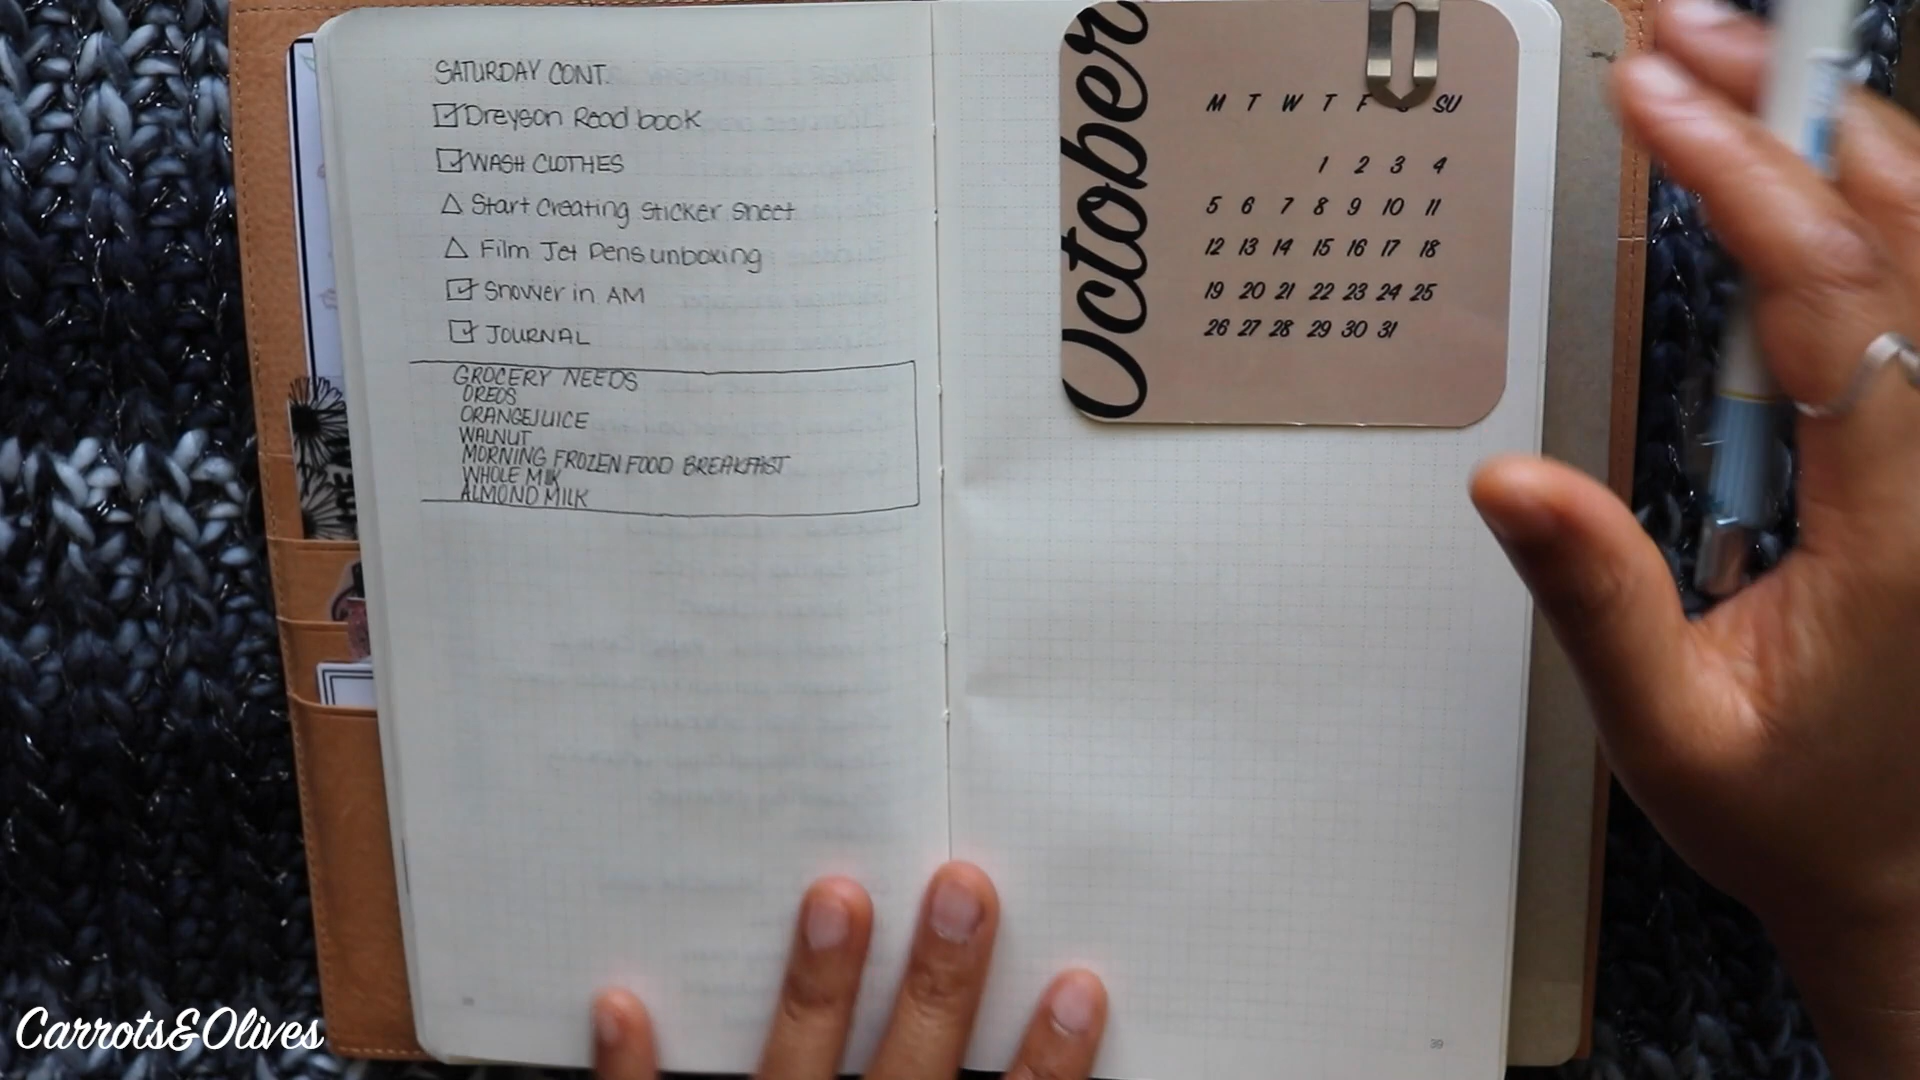 SATURDAY CONT.
Dreyson Read book
WASH CLOTHES
Start Creating Sticker Sheet
Film Jet Pens unboxing
Shower in AM
JOURNAL
GROCERY NEEDS
OREOS
ORANGE JUICE
WALNUT
MORNING FROZEN FOOD BREAKFAST
WHOLE MILK
ALMOND MILK
October
M T W T F SU
1 2 3 4
5 6 7 8 9 10 11
12 13 14 15 16 17 18
19 20 21 22 23 24 25
26 27 28 29 30 31
39
Carrots&Olives